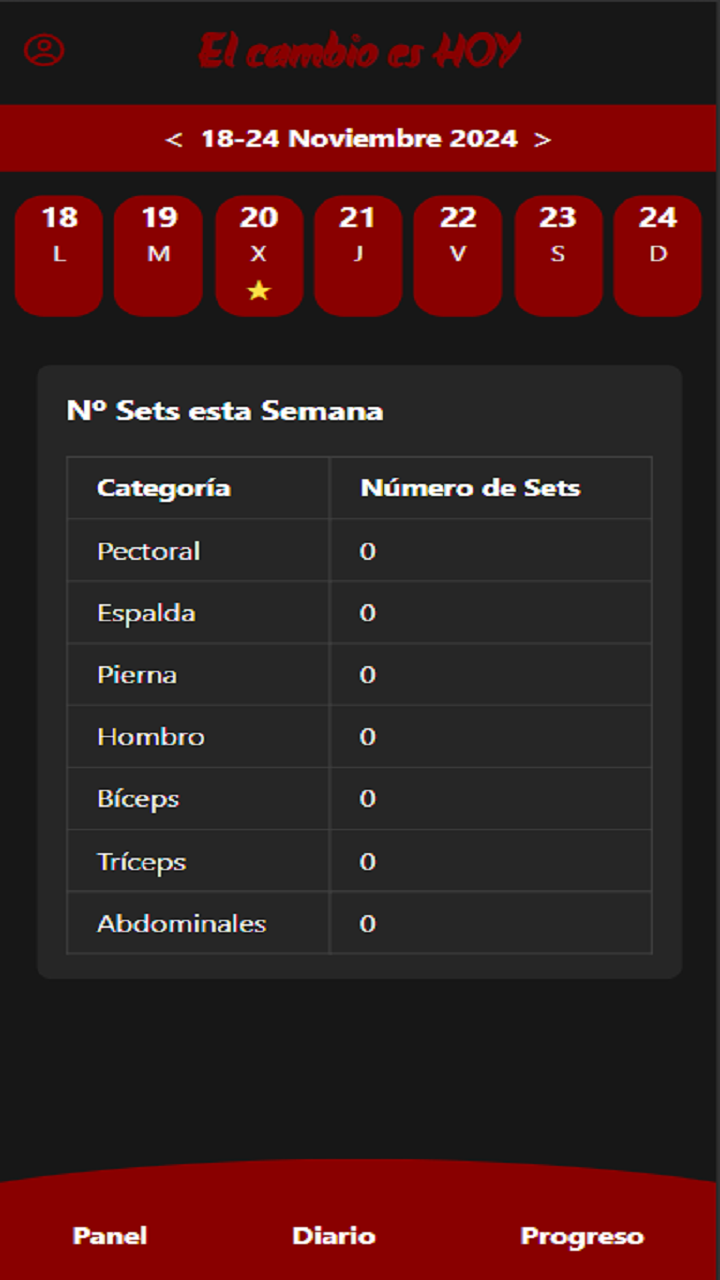 El cambio es HOY
< 18-24 Noviembre 2024 >
18 19 20 21 22 23 24
L M X J V S D
Nº Sets esta Semana
Categoría Número de Sets
Pectoral 0
Espalda 0
Pierna 0
Hombro 0
Bíceps 0
Tríceps 0
Abdominales 0
Panel Diario Progreso